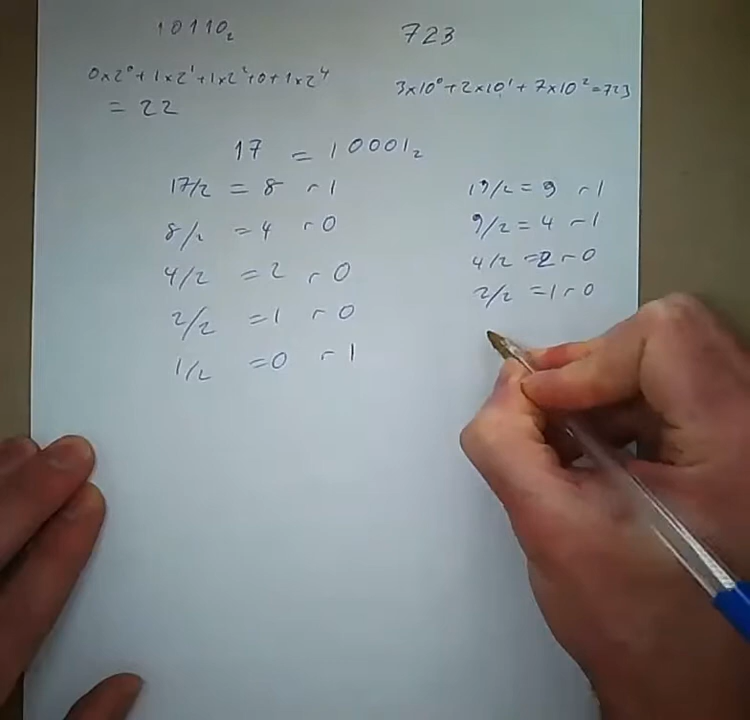 10110₂
723
0×2⁰+1×2¹+1×2²+0+1×2⁴
= 22
3×10⁰+2×10¹+7×10²=723
17 = 10001₂
17/2 = 8 r 1
8/2 = 4 r 0
4/2 = 2 r 0
2/2 = 1 r 0
1/2 = 0 r 1
19/2 = 9 r 1
9/2 = 4 r 1
4/2 = 2 r 0
2/2 = 1 r 0